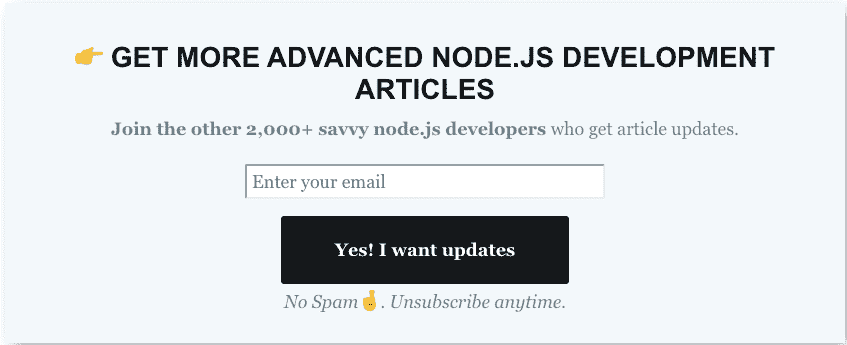 👉 GET MORE ADVANCED NODE.JS DEVELOPMENT
ARTICLES
Join the other 2,000+ savvy node.js developers who get article updates.
Enter your email
Yes! I want updates
No Spam🤞. Unsubscribe anytime.